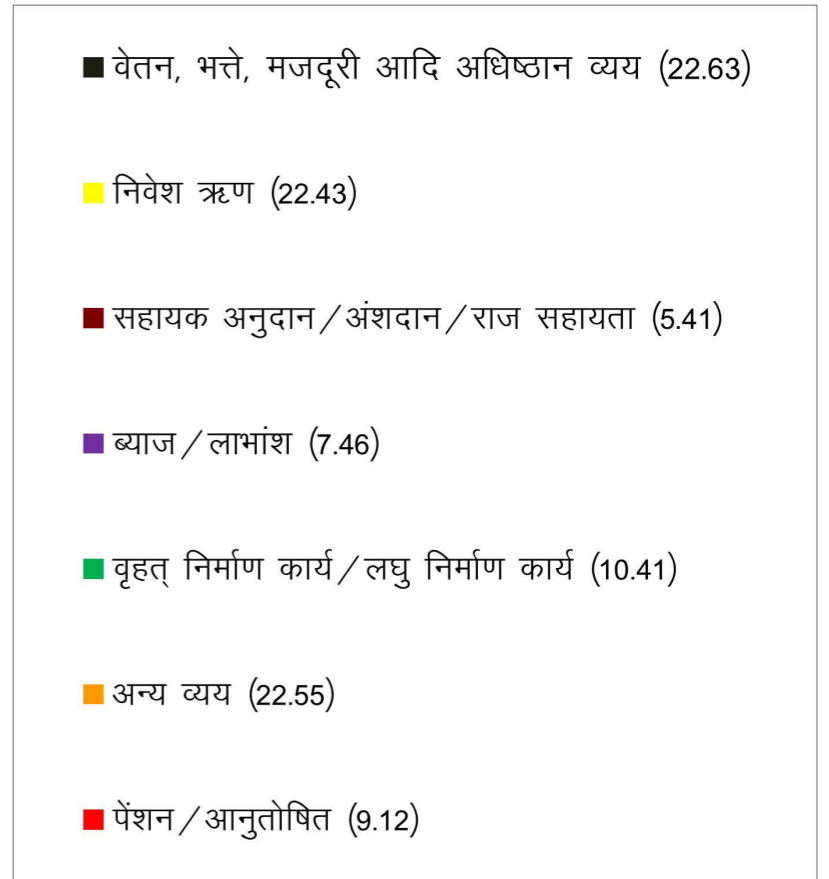 वेतन, भत्ते, मजदूरी आदि अधिष्ठान व्यय (22.63)
निवेश ऋण (22.43)
सहायक अनुदान/अंशदान/राज सहायता (5.41)
ब्याज/लाभांश (7.46)
वृहत् निर्माण कार्य/लघु निर्माण कार्य (10.41)
अन्य व्यय (22.55)
पेंशन/आनुतोषित (9.12)